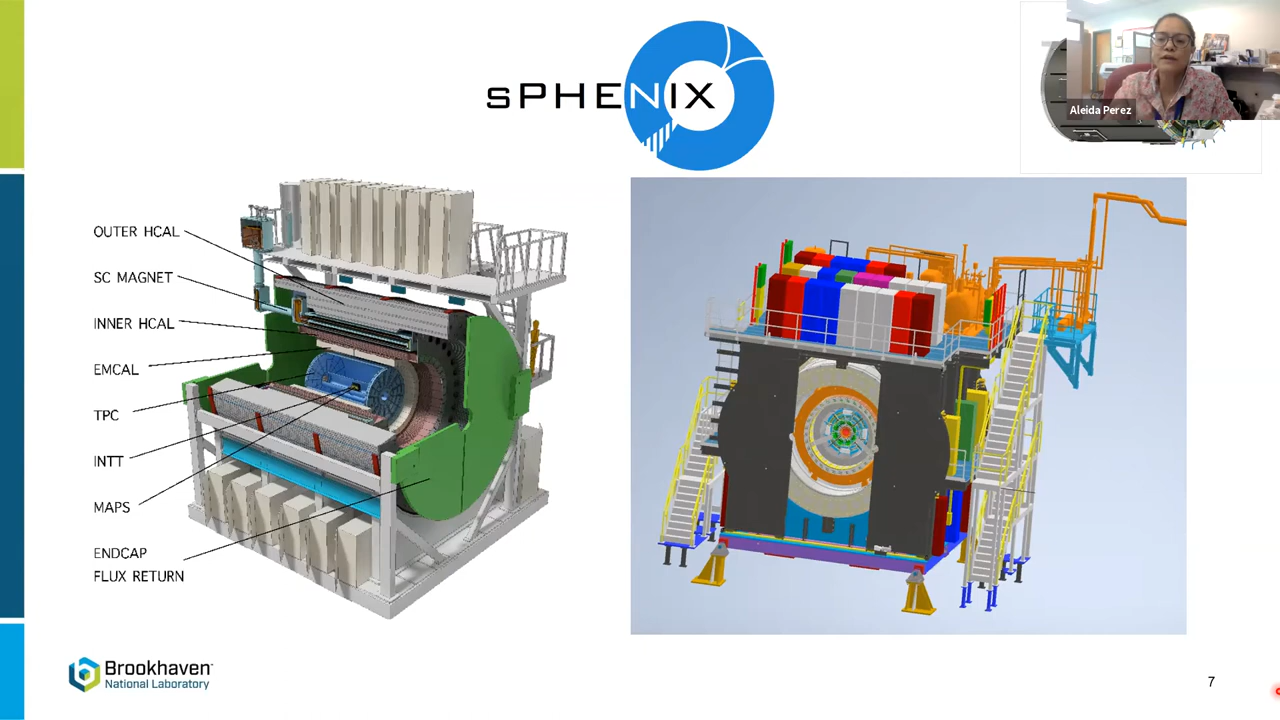 sPHENIX
Aleida Perez
OUTER HCAL
SC MAGNET
INNER HCAL
EMCAL
TPC
INTT
MAPS
ENDCAP
FLUX RETURN
Brookhaven
National Laboratory
7